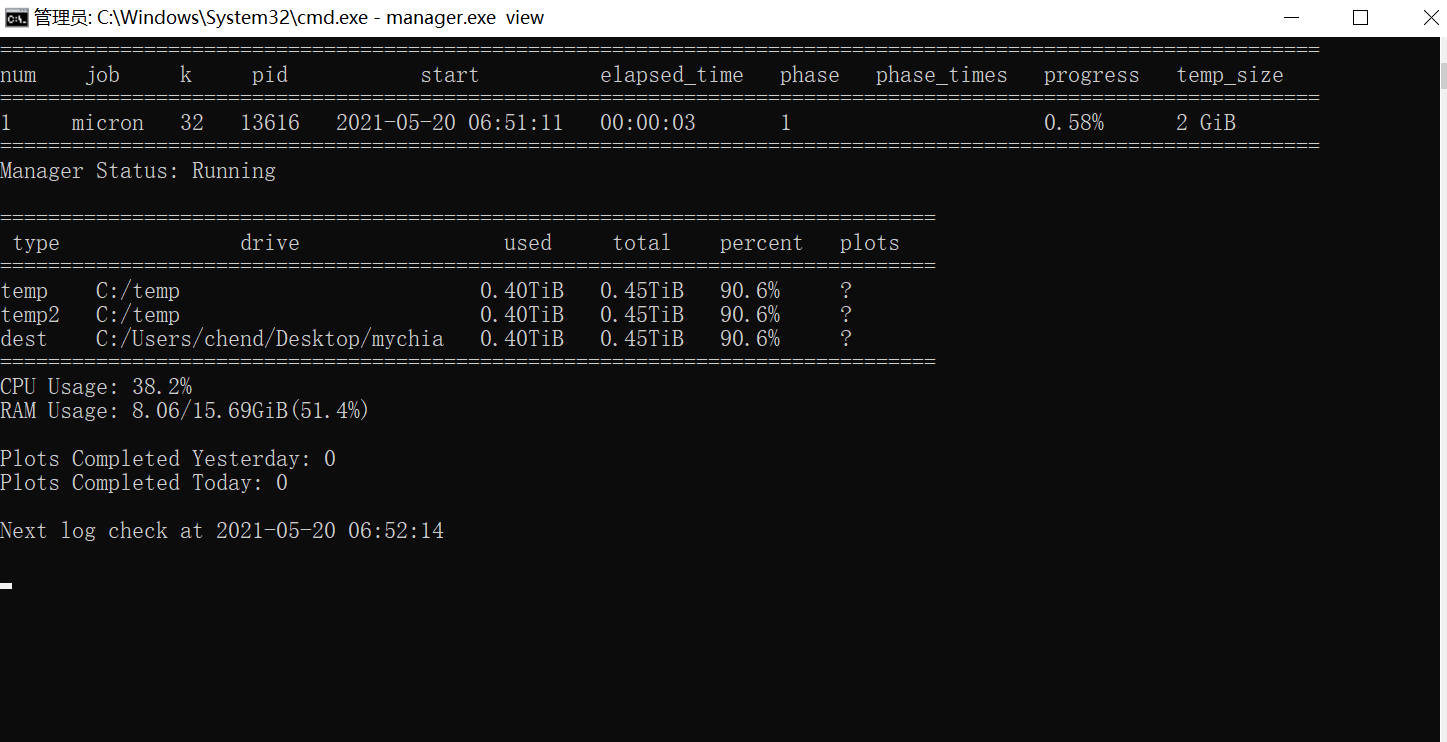 管理员: C:\Windows\System32\cmd.exe - manager.exe  view
==============================================================================================================
num    job     k     pid           start          elapsed_time   phase   phase_times   progress   temp_size
==============================================================================================================
1     micron   32   13616   2021-05-20 06:51:11   00:00:03       1                     0.58%      2 GiB
==============================================================================================================
Manager Status: Running
==============================================================================
 type               drive                 used     total    percent   plots
==============================================================================
temp    C:/temp                         0.40TiB   0.45TiB   90.6%     ?
temp2   C:/temp                         0.40TiB   0.45TiB   90.6%     ?
dest    C:/Users/chend/Desktop/mychia   0.40TiB   0.45TiB   90.6%     ?
==============================================================================
CPU Usage: 38.2%
RAM Usage: 8.06/15.69GiB(51.4%)
Plots Completed Yesterday: 0
Plots Completed Today: 0
Next log check at 2021-05-20 06:52:14